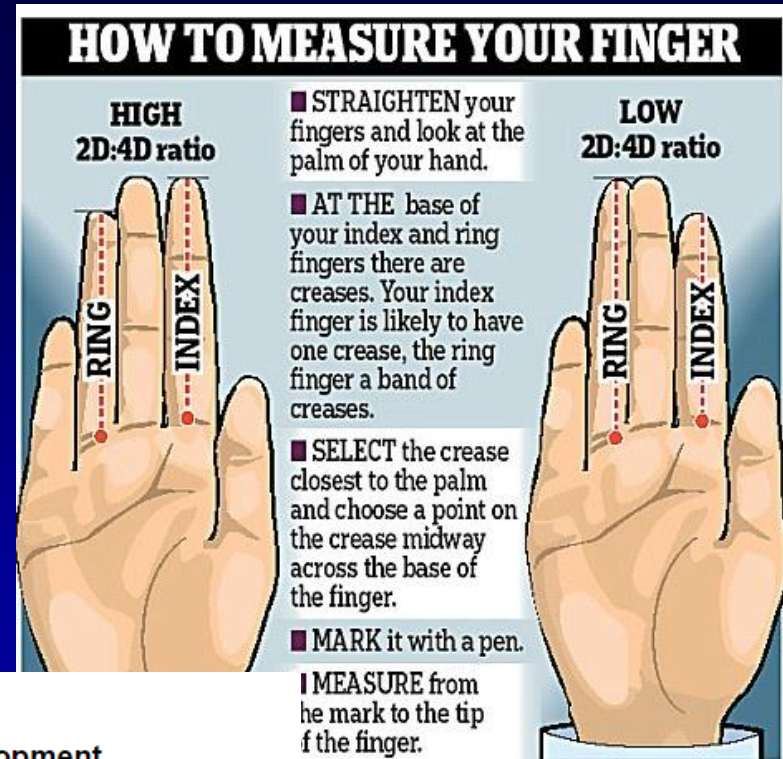 HOW TO MEASURE YOUR FINGER
HIGH
2D:4D ratio
RING
INDEX
■ STRAIGHTEN your
fingers and look at the
palm of your hand.
■ AT THE base of
your index and ring
fingers there are
creases. Your index
finger is likely to have
one crease, the ring
finger a band of
creases.
■ SELECT the crease
closest to the palm
and choose a point on
the crease midway
across the base of
the finger.
■ MARK it with a pen.
MEASURE from
he mark to the tip
f the finger.
LOW
2D:4D ratio
RING
INDEX